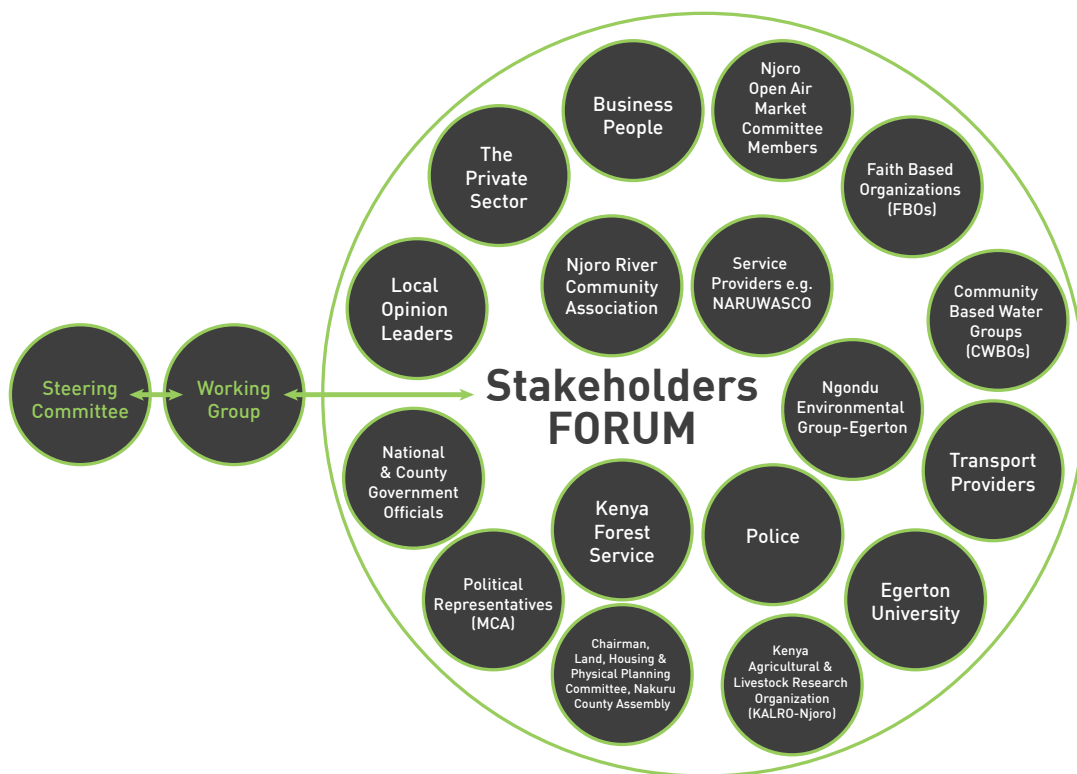 Business
People
Njoro
Open Air
Market
Committee
Members
The
Private
Sector
Faith Based
Organizations
(FBOs)
Local
Opinion
Leaders
Njoro River
Community
Association
Service
Providers e.g.
NARUWASCO
Community
Based Water
Groups
(CWBOs)
Steering
Committee
Working
Group
Stakeholders
FORUM
Ngondu
Environmental
Group-Egerton
National
& County
Government
Officials
Kenya
Forest
Service
Police
Transport
Providers
Political
Representatives
(MCA)
Egerton
University
Chairman,
Land, Housing &
Physical Planning
Committee, Nakuru
County Assembly
Kenya
Agricultural &
Livestock Research
Organization
(KALRO-Njoro)